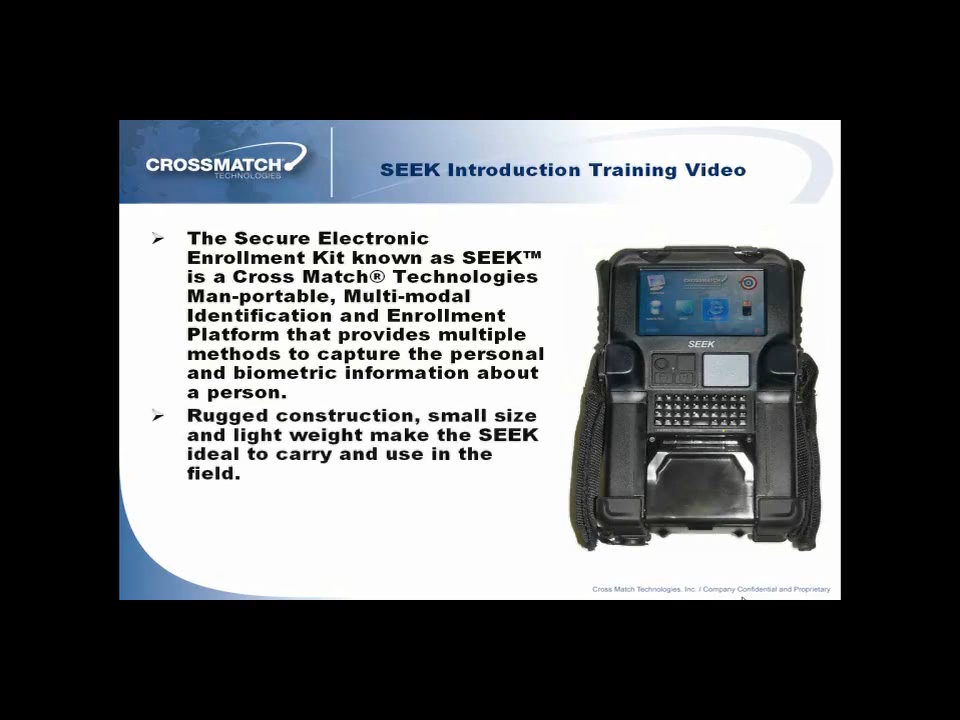 CROSSMATCH
TECHNOLOGIES
SEEK Introduction Training Video
➢ The Secure Electronic
Enrollment Kit known as SEEK™
is a Cross Match® Technologies
Man-portable, Multi-modal
Identification and Enrollment
Platform that provides multiple
methods to capture the personal
and biometric information about
a person.
➢ Rugged construction, small size
and light weight make the SEEK
ideal to carry and use in the
field.
CROSSMATCH
SEEK
Cross Match Technologies, Inc. / Company Confidential and Proprietary